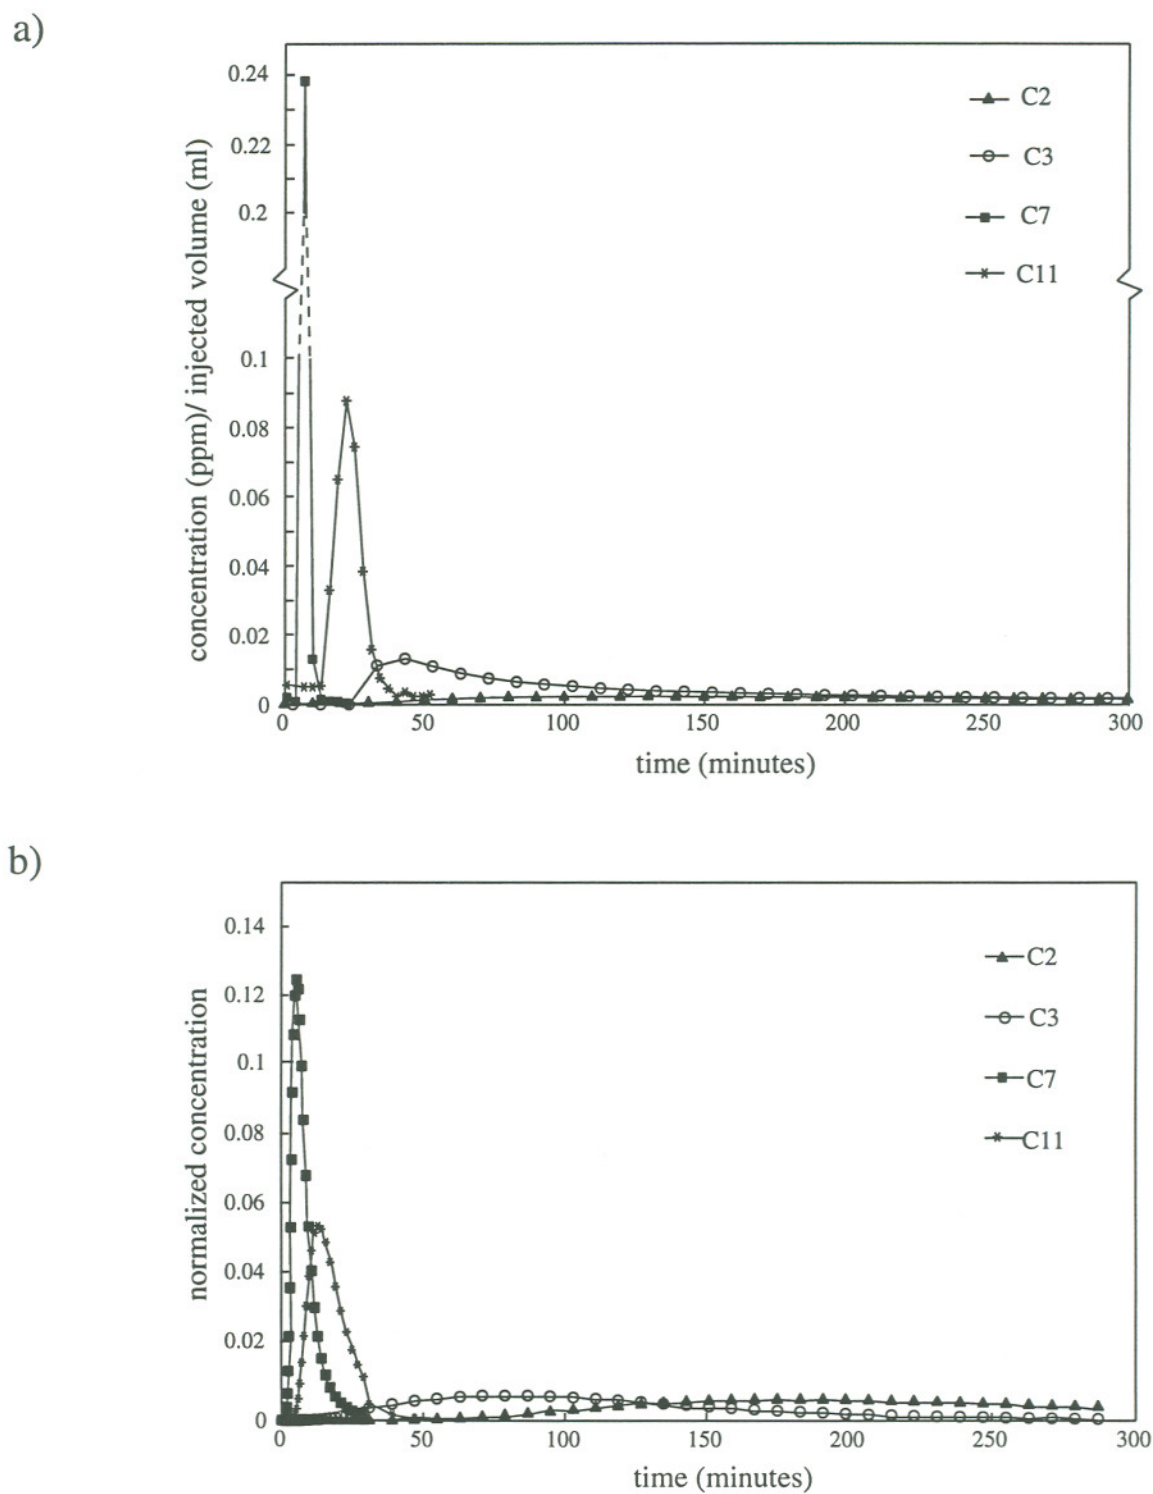 a)
0.24
0.22
0.2
0.1
0.08
0.06
0.04
0.02
0
concentration (ppm)/ injected volume (ml)
C2
C3
C7
C11
0 50 100 150 200 250 300
time (minutes)
b)
0.14
0.12
0.1
0.08
0.06
0.04
0.02
0
normalized concentration
C2
C3
C7
C11
0 50 100 150 200 250 300
time (minutes)